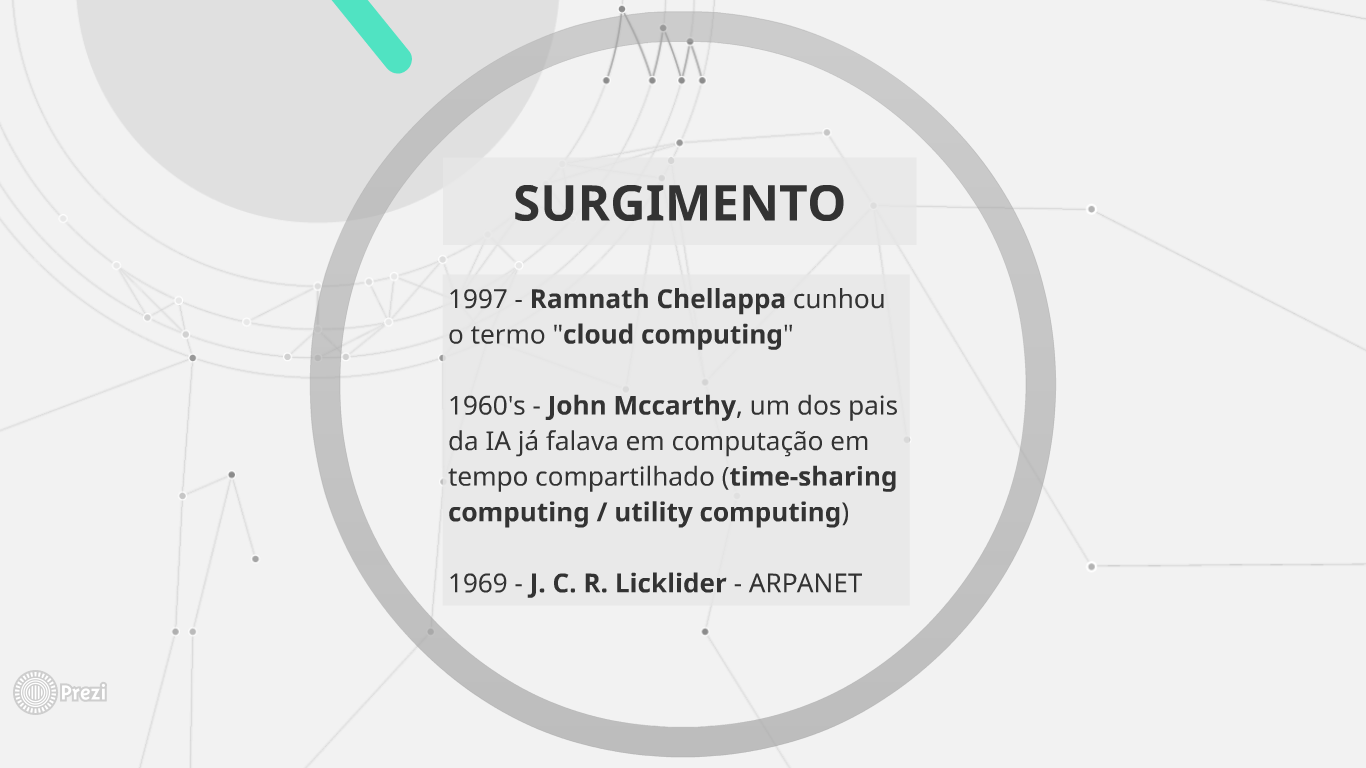 SURGIMENTO
1997 - Ramnath Chellappa cunhou
o termo "cloud computing"
1960's - John Mccarthy, um dos pais
da IA já falava em computação em
tempo compartilhado (time-sharing
computing / utility computing)
1969 - J. C. R. Licklider - ARPANET
Prezi